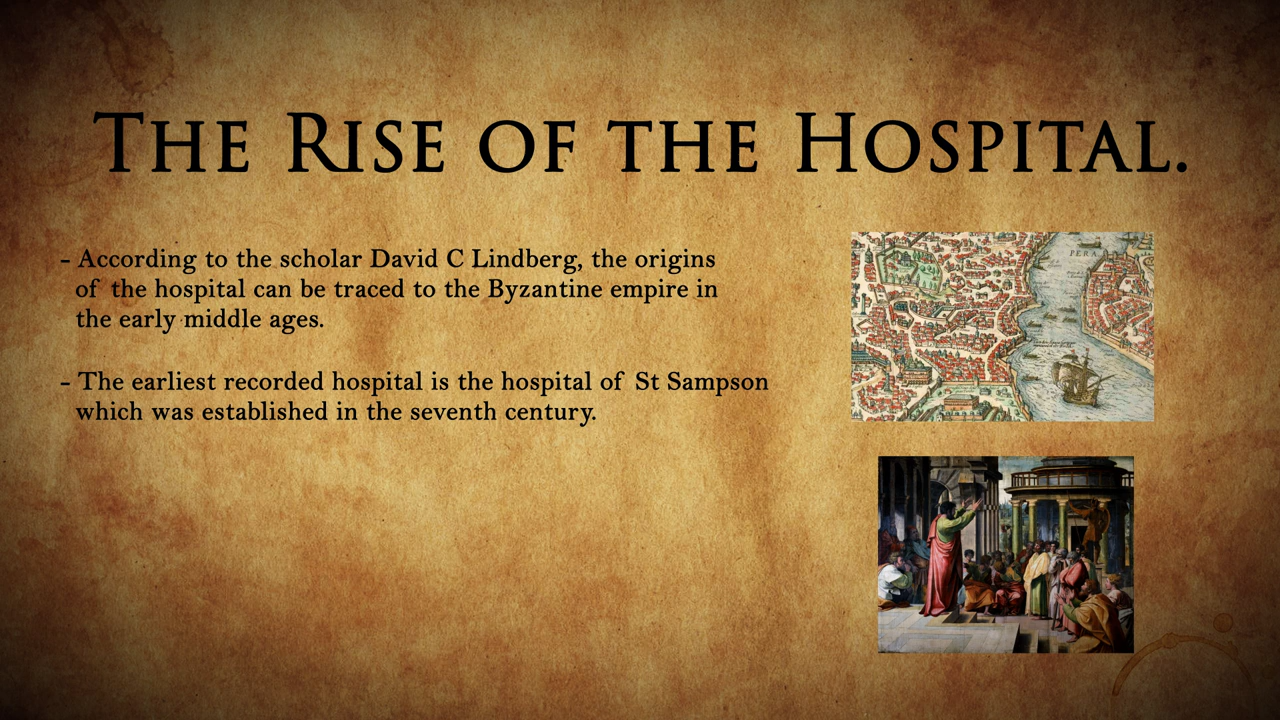 The Rise of the Hospital.
- According to the scholar David C Lindberg, the origins
of the hospital can be traced to the Byzantine empire in
the early middle ages.
- The earliest recorded hospital is the hospital of St Sampson
which was established in the seventh century.
PERA